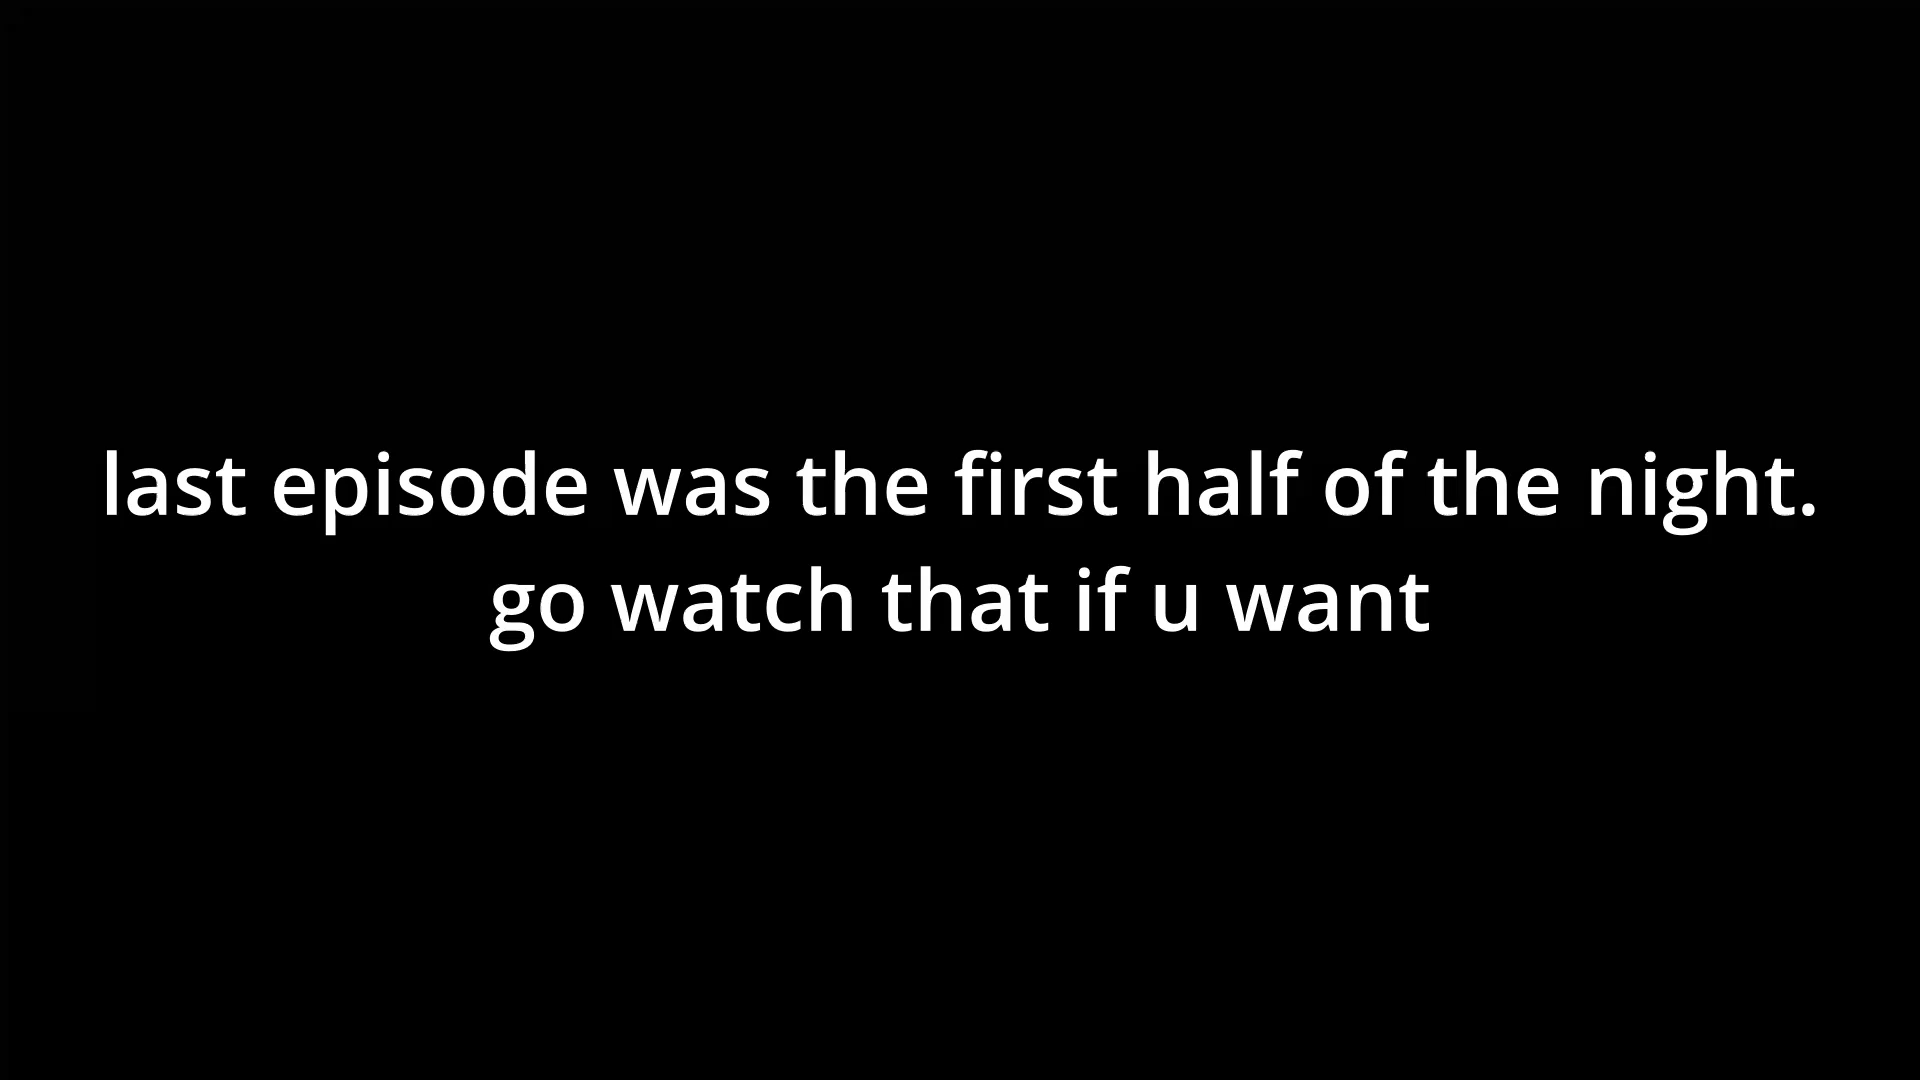 last episode was the first half of the night.
go watch that if u want